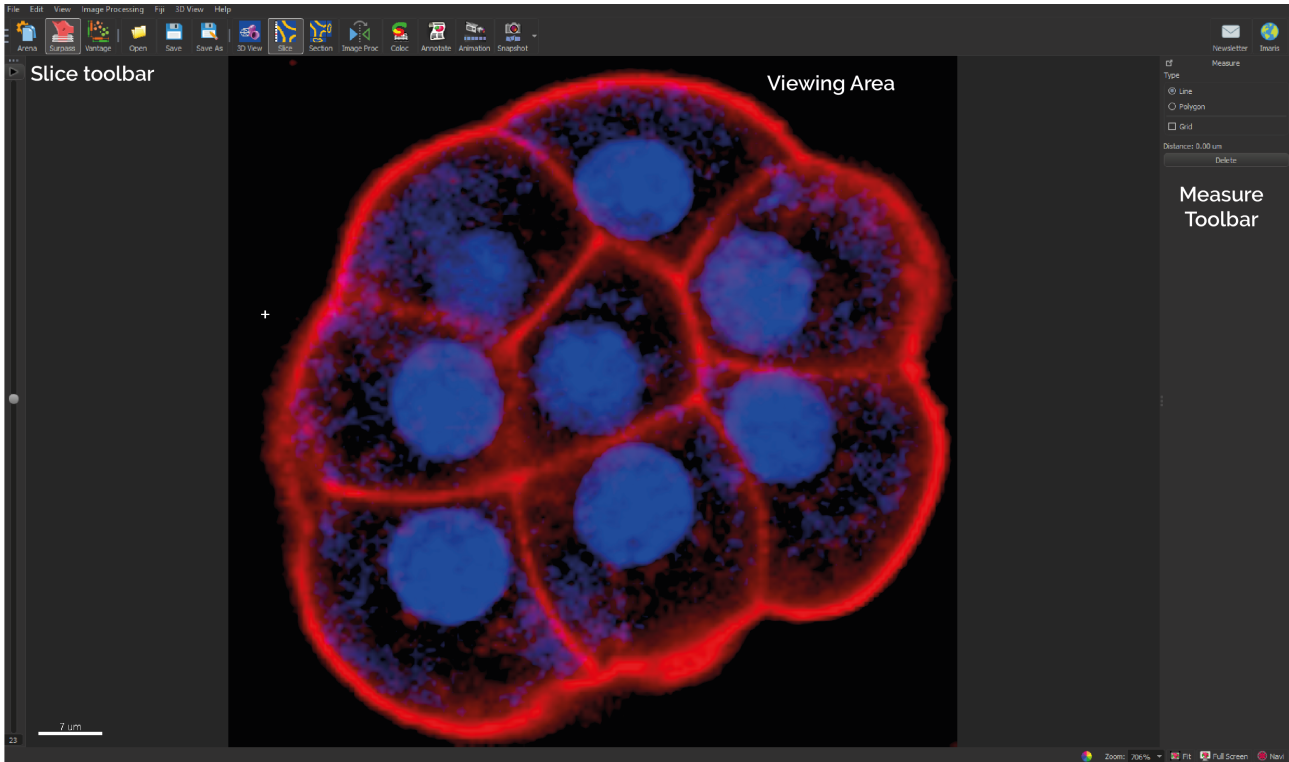 File Edit View Image Processing Fiji 3D View Help
Arena Surpass Vantage Open Save Save As 3D View Slice Section Image Proc Coloc Annotate Animation Snapshot Newsletter Imaris
Slice toolbar
Viewing Area
Measure
Type
Line
Polygon
Grid
Distance: 0.00 um
Delete
Measure
Toolbar
7 um
23
Zoom: 706% Fit Full Screen Navi